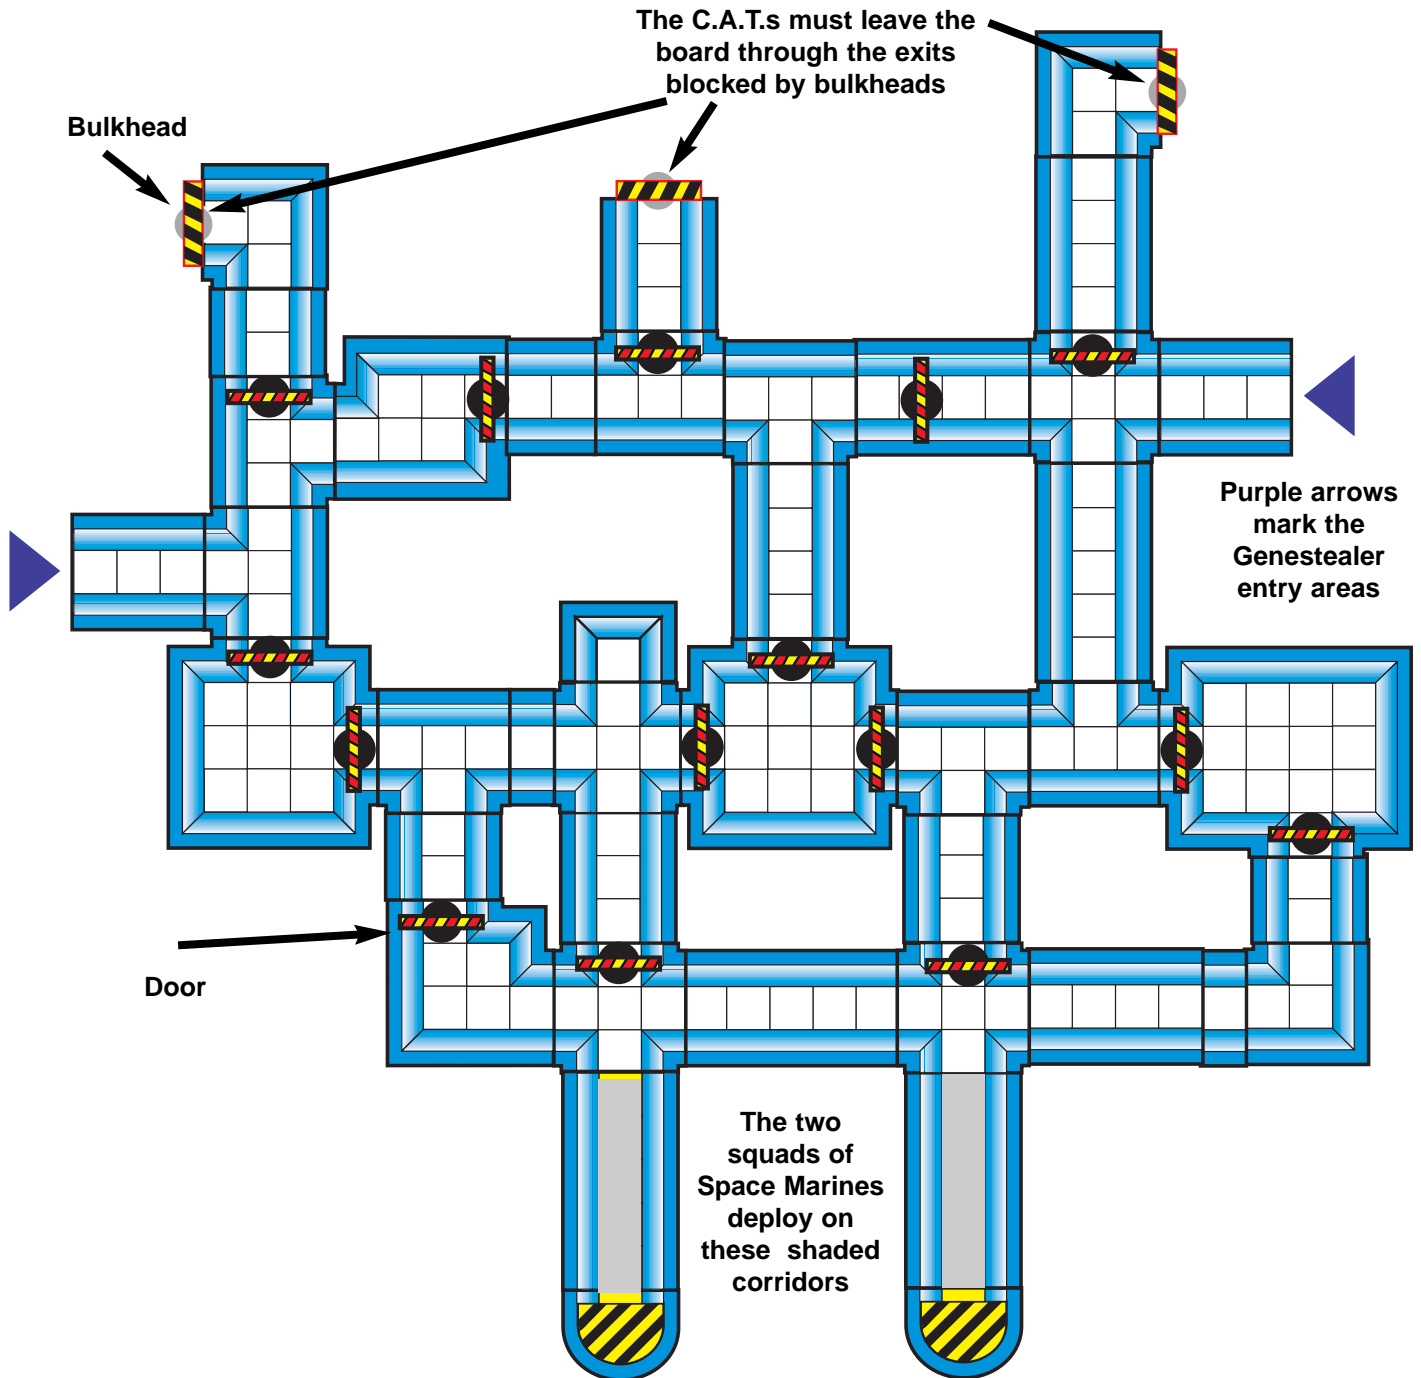 The C.A.T.s must leave the
board through the exits
blocked by bulkheads
Bulkhead
Purple arrows
mark the
Genestealer
entry areas
Door
The two
squads of
Space Marines
deploy on
these shaded
corridors